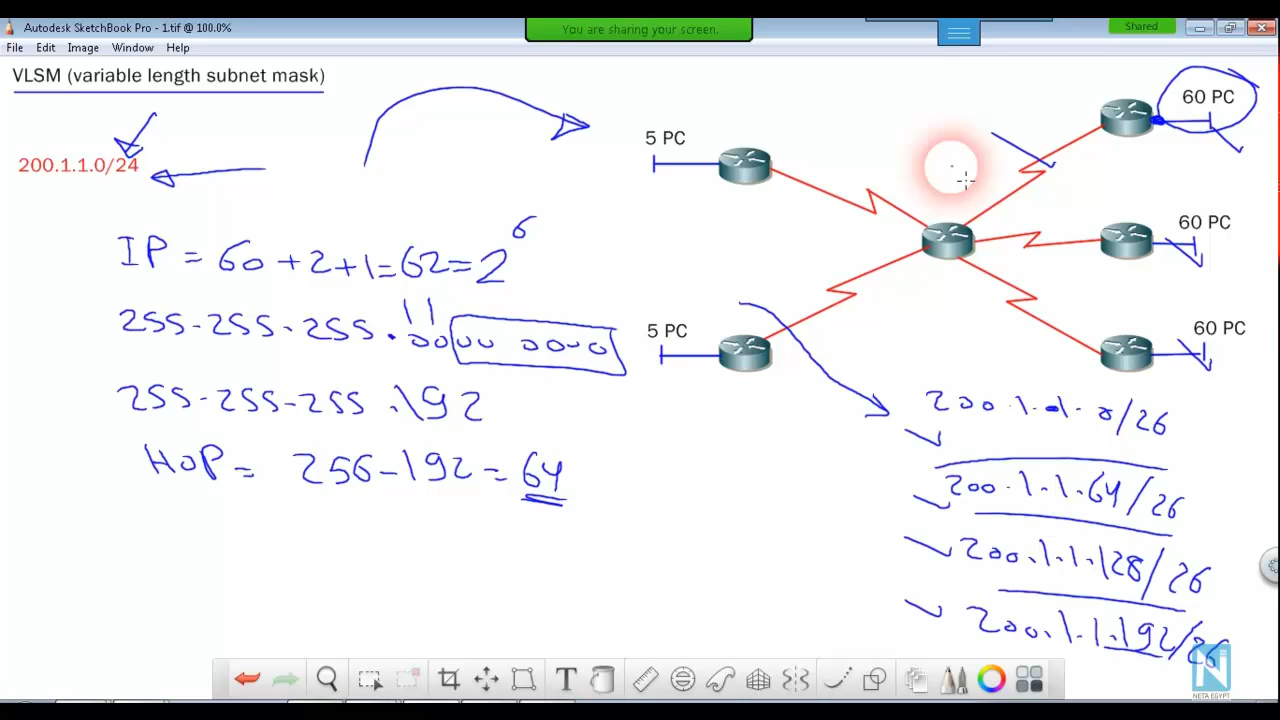 Autodesk SketchBook Pro - 1.tif @ 100.0%
You are sharing your screen.
Shared
File Edit Image Window Help
VLSM (variable length subnet mask)
200.1.1.0/24
5 PC
60 PC
60 PC
5 PC
60 PC
IP = 60+2+1=62=2^6
255-255-255.
11
00000000
255-255-255.192
HOP = 256-192=64
200.1.1.0/26
200.1.1.64/26
200.1.1.128/26
200.1.1.192/26
T
NETA EGYPT